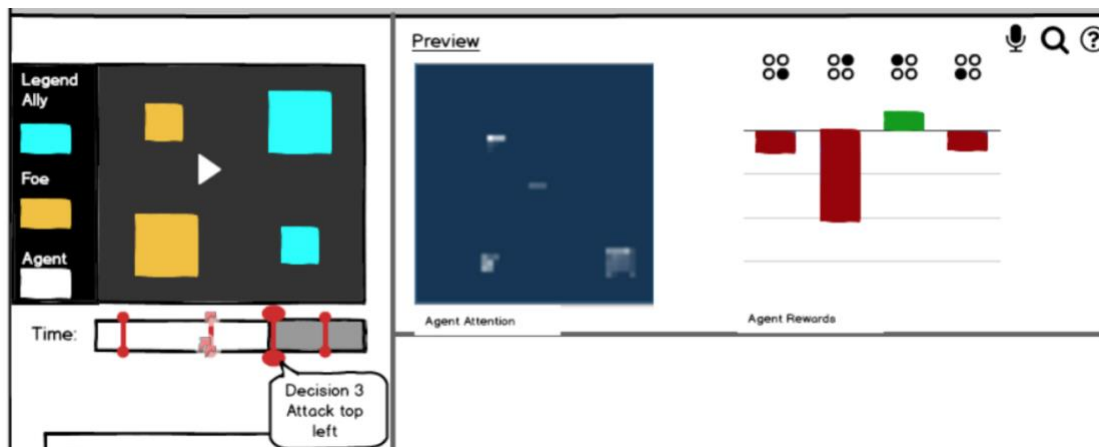 Legend
Ally
Foe
Agent
Time:
Decision 3
Attack top
left
Preview
?
Agent Attention
Agent Rewards